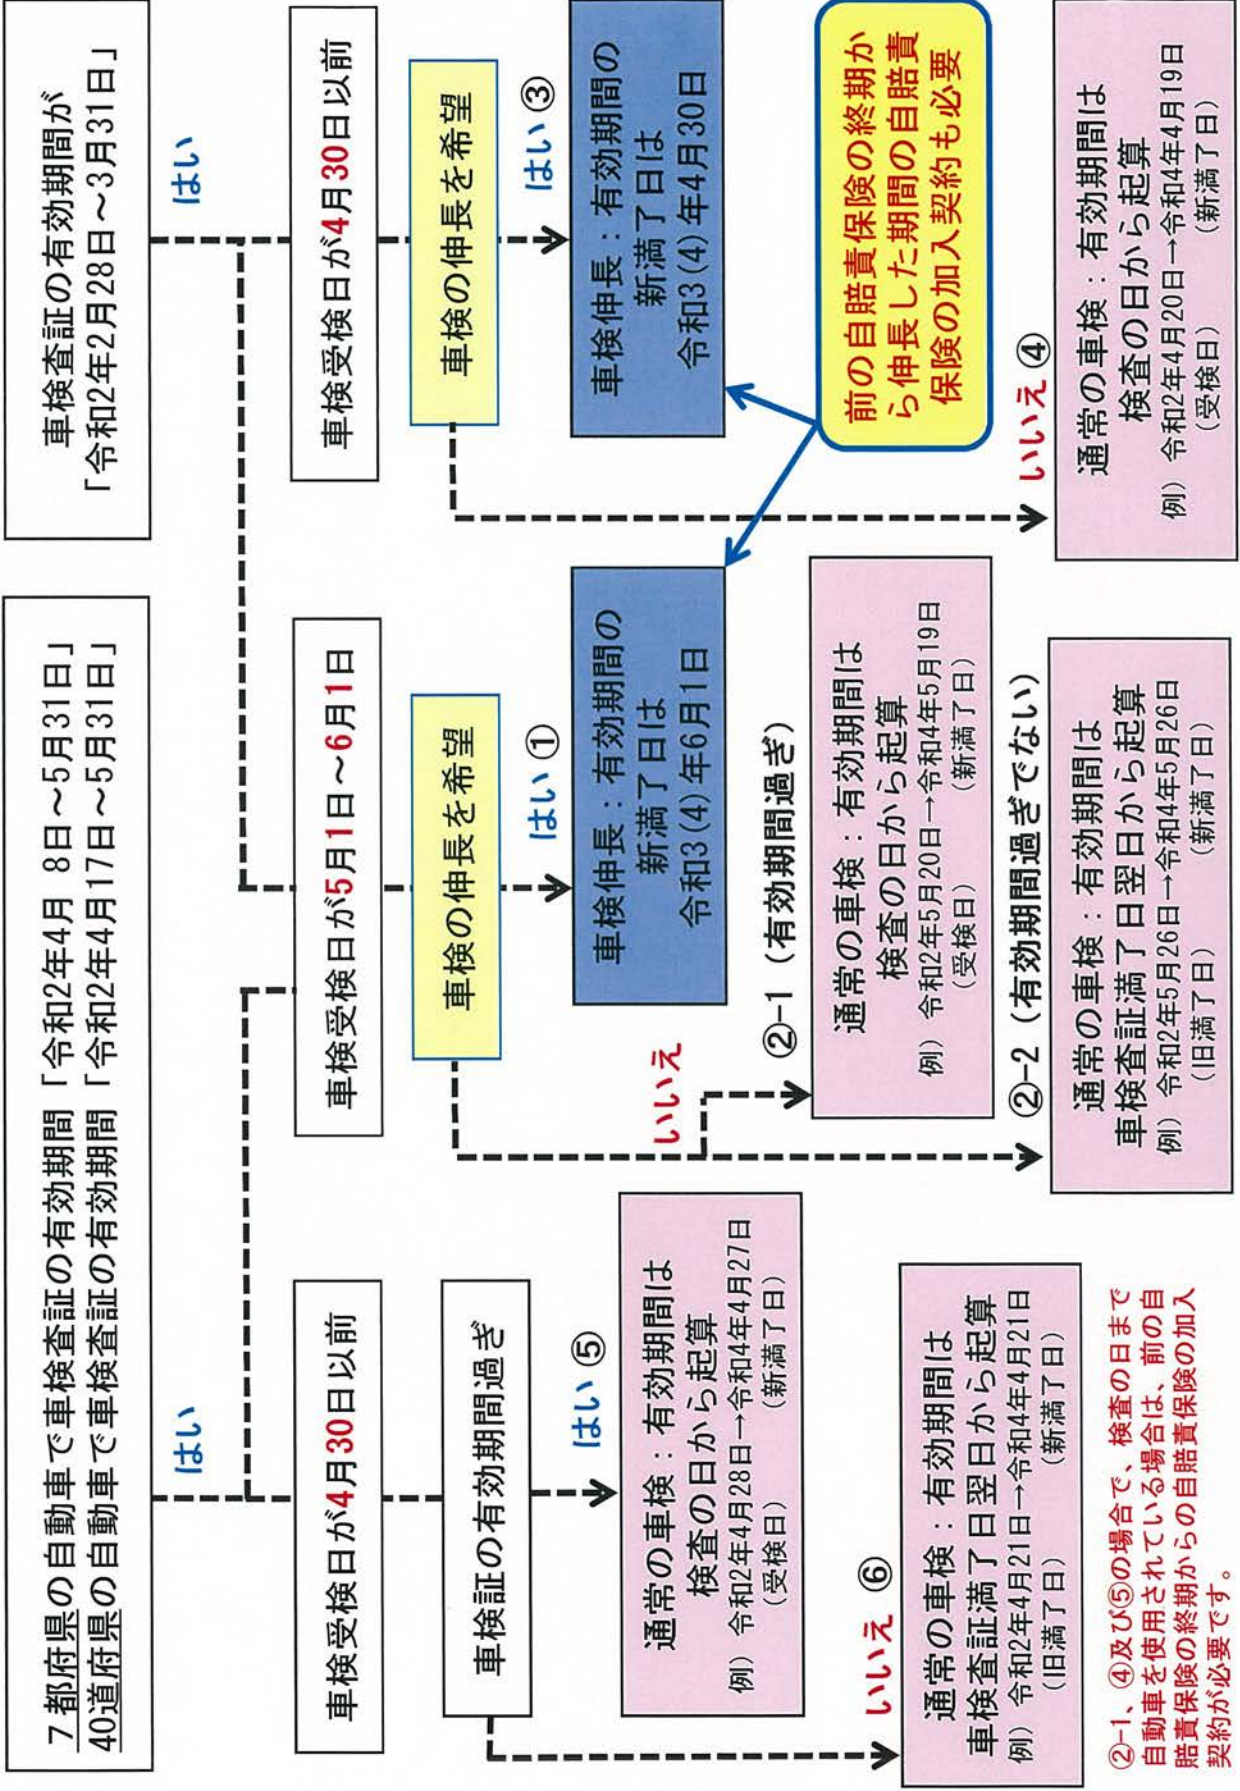 7都府県の自動車で車検査証の有効期間「令和2年4月 8日～5月31日」
40道府県の自動車で車検査証の有効期間「令和2年4月17日～5月31日」
車検査証の有効期間が
「令和2年2月28日～3月31日」
はい
はい
車検受検日が4月30日以前
車検受検日が5月1日～6月1日
車検受検日が4月30日以前
車検証の有効期間過ぎ
車検の伸長を希望
車検の伸長を希望
はい ⑤
はい ①
はい ③
通常の車検：有効期間は
検査の日から起算
例）令和2年4月28日→令和4年4月27日
（受検日）　（新満了日）
車検伸長：有効期間の
新満了日は
令和3(4)年6月1日
車検伸長：有効期間の
新満了日は
令和3(4)年4月30日
いいえ
②-1（有効期間過ぎ）
通常の車検：有効期間は
検査の日から起算
例）令和2年5月20日→令和4年5月19日
（受検日）　（新満了日）
前の自賠責保険の終期か
ら伸長した期間の自賠責
保険の加入契約も必要
いいえ ⑥
通常の車検：有効期間は
車検査証満了日翌日から起算
例）令和2年4月21日→令和4年4月21日
（旧満了日）　（新満了日）
②-2（有効期間過ぎでない）
通常の車検：有効期間は
車検査証満了日翌日から起算
例）令和2年5月26日→令和4年5月26日
（旧満了日）　（新満了日）
いいえ ④
通常の車検：有効期間は
検査の日から起算
例）令和2年4月20日→令和4年4月19日
（受検日）　（新満了日）
②-1、④及び⑤の場合で、検査の日まで
自動車を使用されている場合は、前の自
賠責保険の終期からの自賠責保険の加入
契約が必要です。